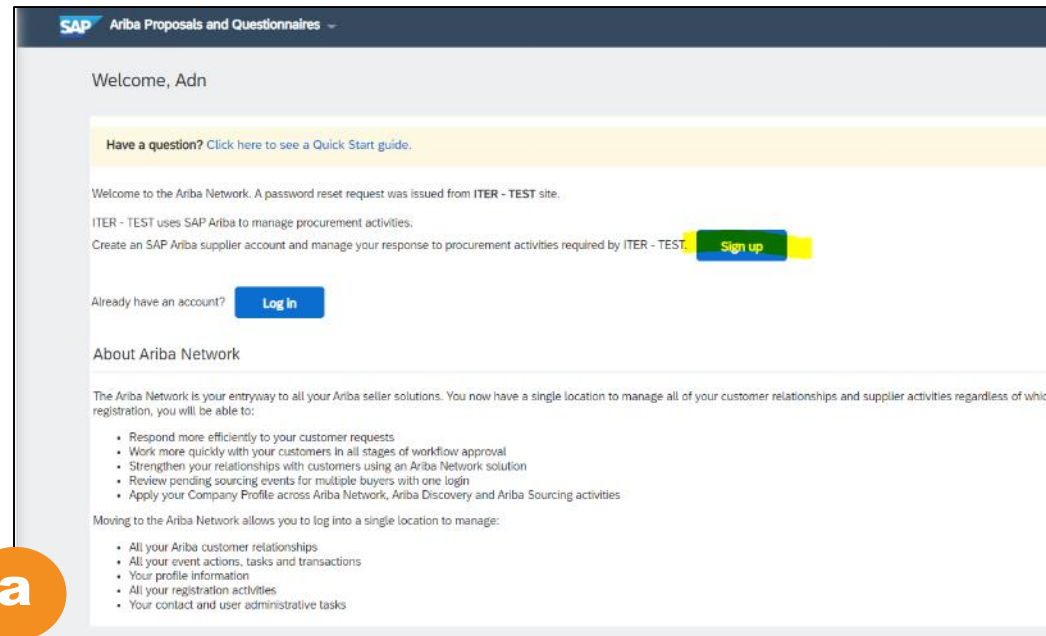 SAP Ariba Proposals and Questionnaires
Welcome, Adn
Have a question? Click here to see a Quick Start guide.
Welcome to the Ariba Network. A password reset request was issued from ITER - TEST site.
ITER - TEST uses SAP Ariba to manage procurement activities.
Create an SAP Ariba supplier account and manage your response to procurement activities required by ITER - TEST. Sign up
Already have an account? Log in
About Ariba Network
The Ariba Network is your entryway to all your Ariba seller solutions. You now have a single location to manage all of your customer relationships and supplier activities regardless of whic
registration, you will be able to:
• Respond more efficiently to your customer requests
• Work more quickly with your customers in all stages of workflow approval
• Strengthen your relationships with customers using an Ariba Network solution
• Review pending sourcing events for multiple buyers with one login
• Apply your Company Profile across Ariba Network, Ariba Discovery and Ariba Sourcing activities
Moving to the Ariba Network allows you to log into a single location to manage:
• All your Ariba customer relationships
• All your event actions, tasks and transactions
• Your profile information
• All your registration activities
• Your contact and user administrative tasks
a